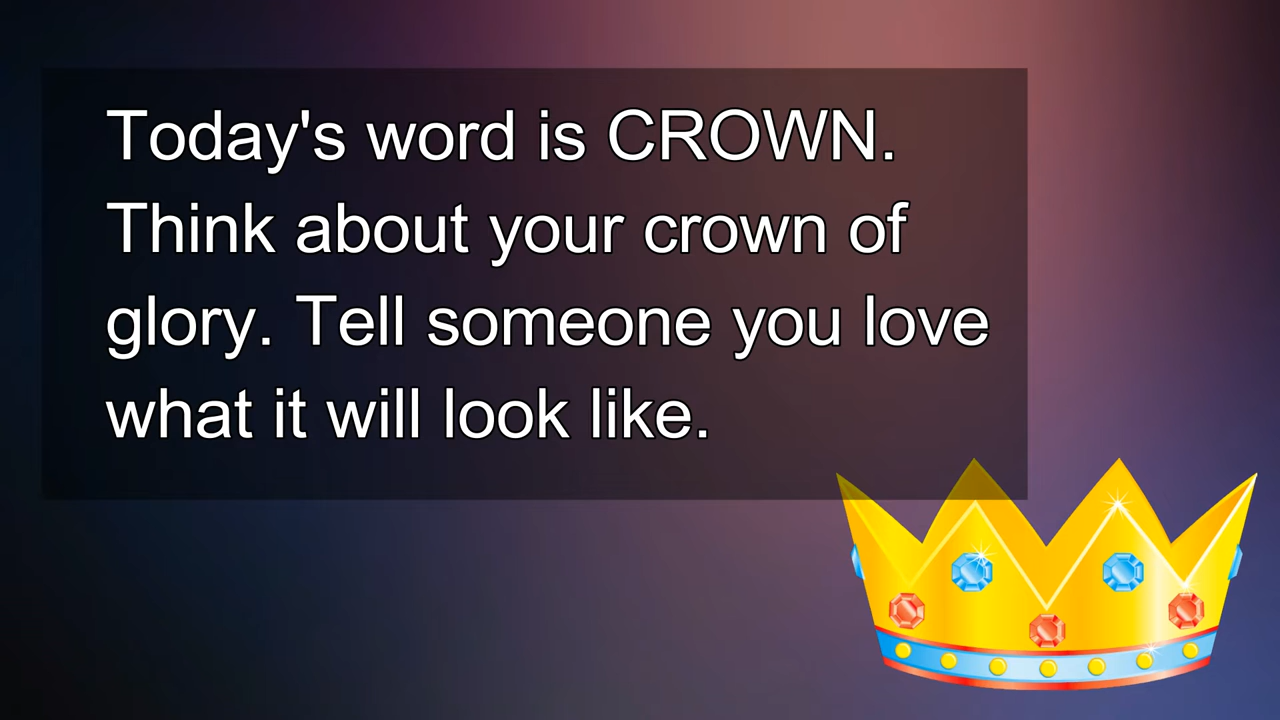 Today's word is CROWN.
Think about your crown of
glory. Tell someone you love
what it will look like.